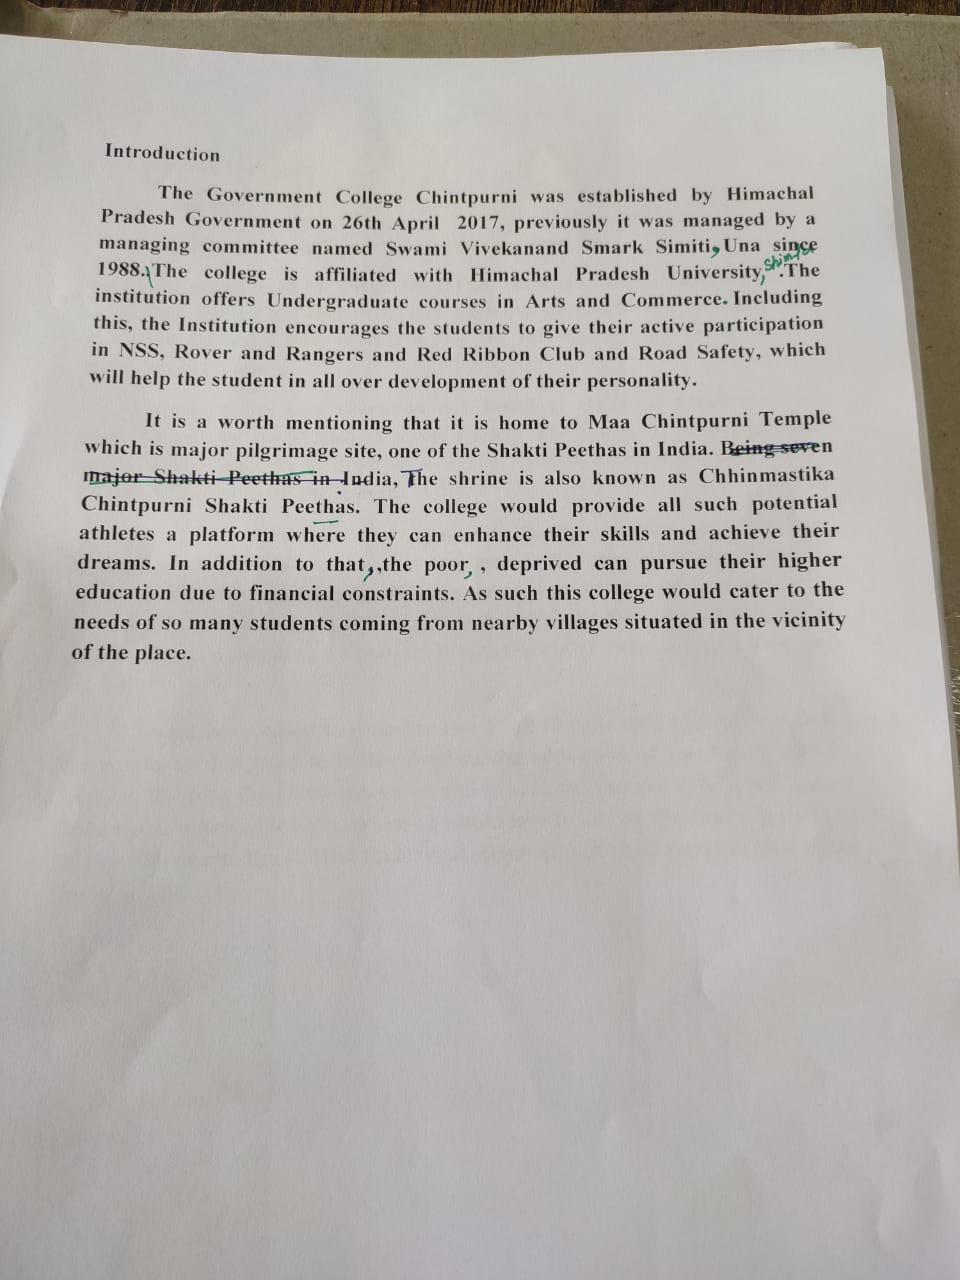 Introduction
The Government College Chintpurni was established by Himachal
Pradesh Government on 26th April 2017, previously it was managed by a
managing committee named Swami Vivekanand Smark Simiti, Una since
1988. The college is affiliated with Himachal Pradesh University, .The
institution offers Undergraduate courses in Arts and Commerce. Including
this, the Institution encourages the students to give their active participation
in NSS, Rover and Rangers and Red Ribbon Club and Road Safety, which
will help the student in all over development of their personality.
It is a worth mentioning that it is home to Maa Chintpurni Temple
which is major pilgrimage site, one of the Shakti Peethas in India. Being seven
major Shakti Peethas in India, The shrine is also known as Chhinmastika
Chintpurni Shakti Peethas. The college would provide all such potential
athletes a platform where they can enhance their skills and achieve their
dreams. In addition to that,,the poor, , deprived can pursue their higher
education due to financial constraints. As such this college would cater to the
needs of so many students coming from nearby villages situated in the vicinity
of the place.